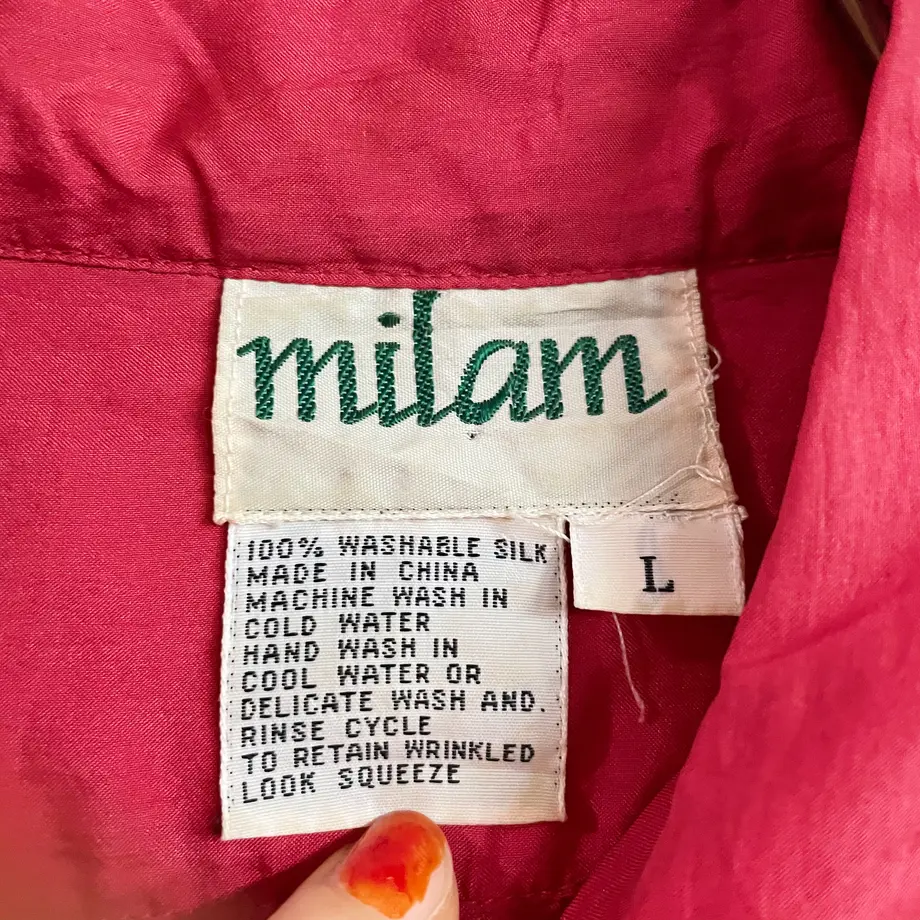 milam
100% WASHABLE SILK
MADE IN CHINA
MACHINE WASH IN
COLD WATER
HAND WASH IN
COOL WATER OR
DELICATE WASH AND.
RINSE CYCLE
TO RETAIN WRINKLED
LOOK SQUEEZE
L